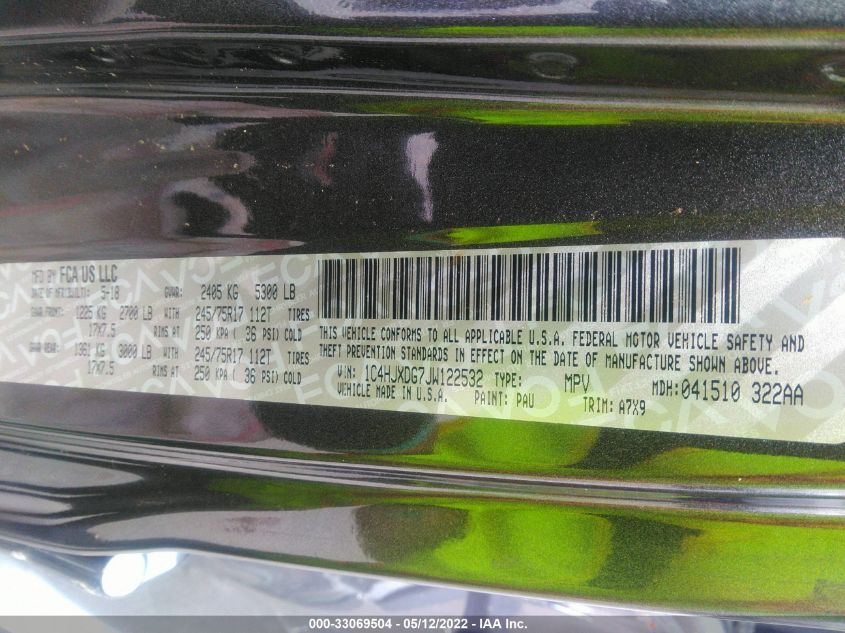 MFD BY FCA US LLC
DATE OF MFR(BUILT): 5-18 GVWR: 2405 KG 5300 LB
GAWR FRONT: 1225 KG 2700 LB WITH 245/75R17 112T TIRES
17X7.5 RIMS AT 250 KPA ( 36 PSI) COLD
GAWR REAR: 1361 KG 3000 LB WITH 245/75R17 112T TIRES
17X7.5 RIMS AT 250 KPA ( 36 PSI) COLD
THIS VEHICLE CONFORMS TO ALL APPLICABLE U.S.A. FEDERAL MOTOR VEHICLE SAFETY AND
THEFT PREVENTION STANDARDS IN EFFECT ON THE DATE OF MANUFACTURE SHOWN ABOVE.
VIN: 1C4HJXDG7JW122532 TYPE: MPV MDH: 041510 322AA
VEHICLE MADE IN U.S.A. PAINT: PAU TRIM: A7X9
000-33069504 - 05/12/2022 - IAA Inc.